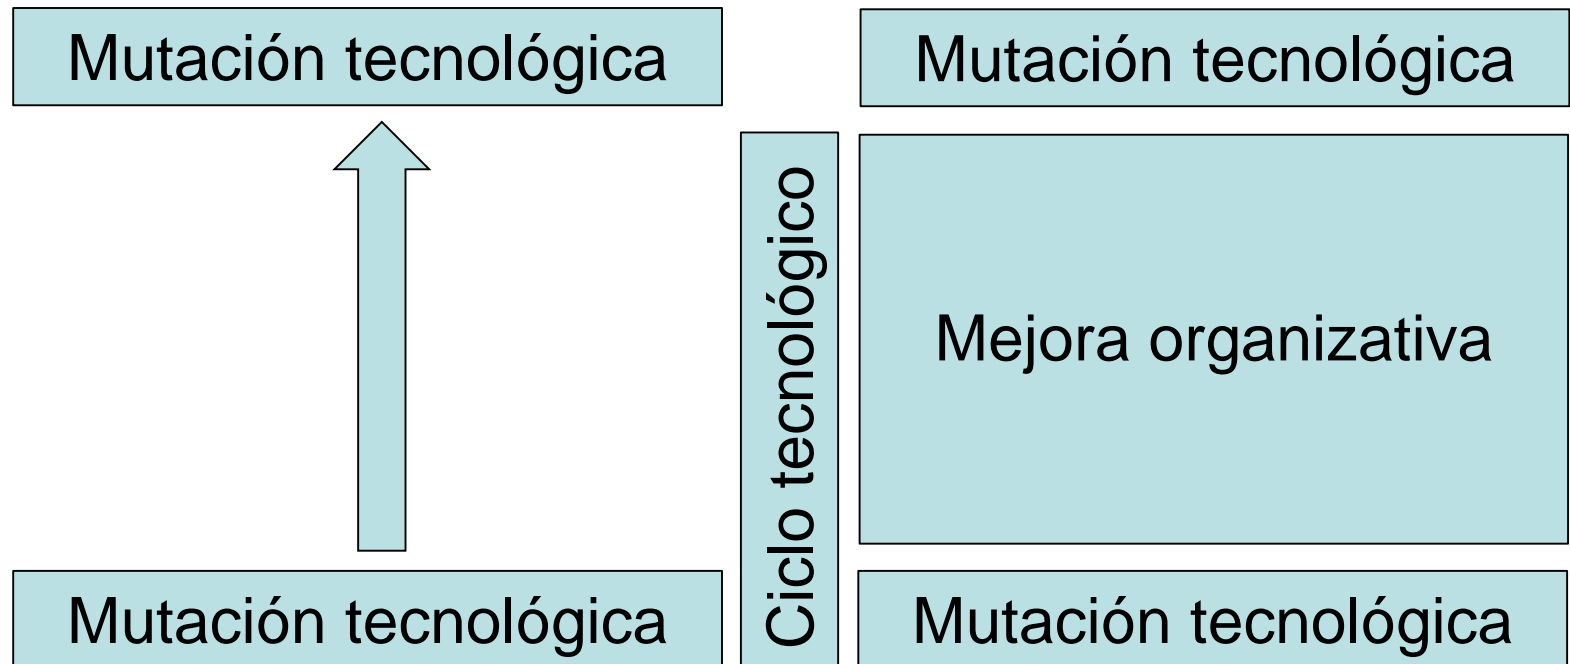 Mutación tecnológica
Mutación tecnológica
Ciclo tecnológico
Mejora organizativa
Mutación tecnológica
Mutación tecnológica